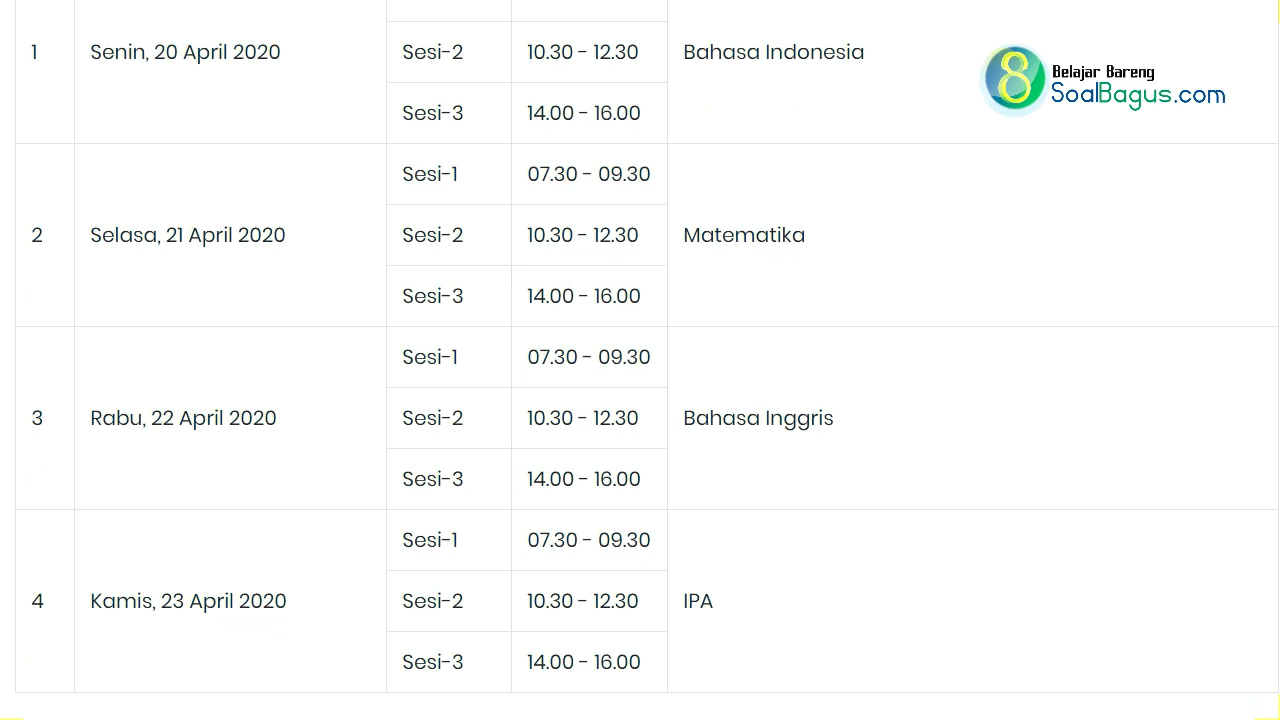 1 Senin, 20 April 2020 Sesi-2 10.30 - 12.30 Bahasa Indonesia
Belajar Bareng
SoalBagus.com
Sesi-3 14.00 - 16.00
Sesi-1 07.30 - 09.30
2 Selasa, 21 April 2020 Sesi-2 10.30 - 12.30 Matematika
Sesi-3 14.00 - 16.00
Sesi-1 07.30 - 09.30
3 Rabu, 22 April 2020 Sesi-2 10.30 - 12.30 Bahasa Inggris
Sesi-3 14.00 - 16.00
Sesi-1 07.30 - 09.30
4 Kamis, 23 April 2020 Sesi-2 10.30 - 12.30 IPA
Sesi-3 14.00 - 16.00